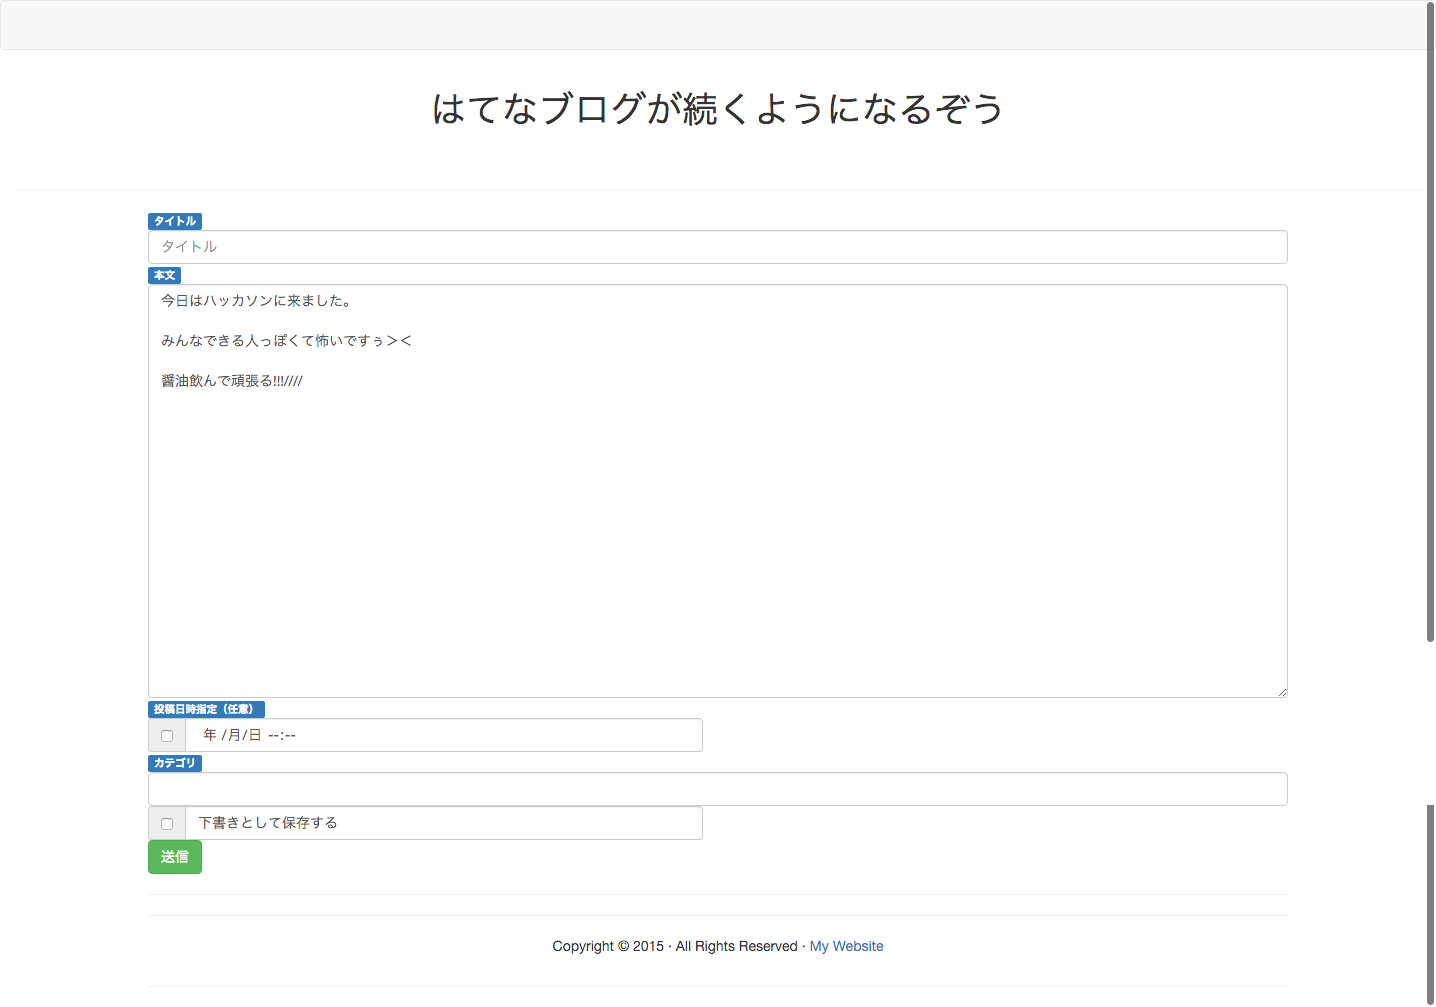 はてなブログが続くようになるぞう
タイトル
タイトル
本文
今日はハッカソンに来ました。
みんなできる人っぽくて怖いですぅ＞＜
醤油飲んで頑張る!!!////
投稿日時指定（任意）
年 /月/日 --:--
カテゴリ
下書きとして保存する
送信
Copyright © 2015 · All Rights Reserved · My Website